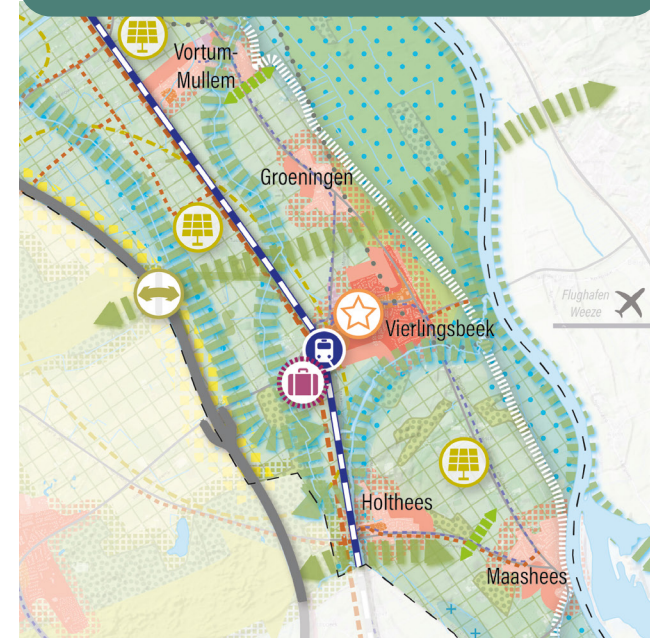 Vortum-
Mullem
Groeningen
Flughafen
Weeze
Vierlingsbeek
Holthees
Maashees